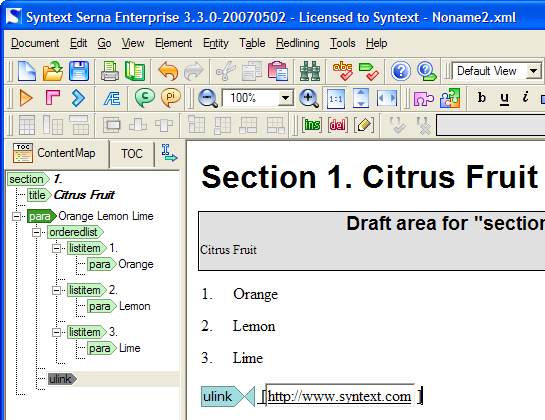 Syntext Serna Enterprise 3.3.0-20070502 - Licensed to Syntext - Noname2.xml
Document Edit Go View Element Entity Table Redlining Tools Help
abc ? @ Default View
Æ C pi 100% 1:1 b u i
[ins [del
TOC
ContentMap TOC
section 1.
title Citrus Fruit
para Orange Lemon Lime
orderedlist
listitem 1.
para Orange
listitem 2.
para Lemon
listitem 3.
para Lime
ulink
Section 1. Citrus Fruit
Draft area for "section
Citrus Fruit
1. Orange
2. Lemon
3. Lime
ulink [http://www.syntext.com ]